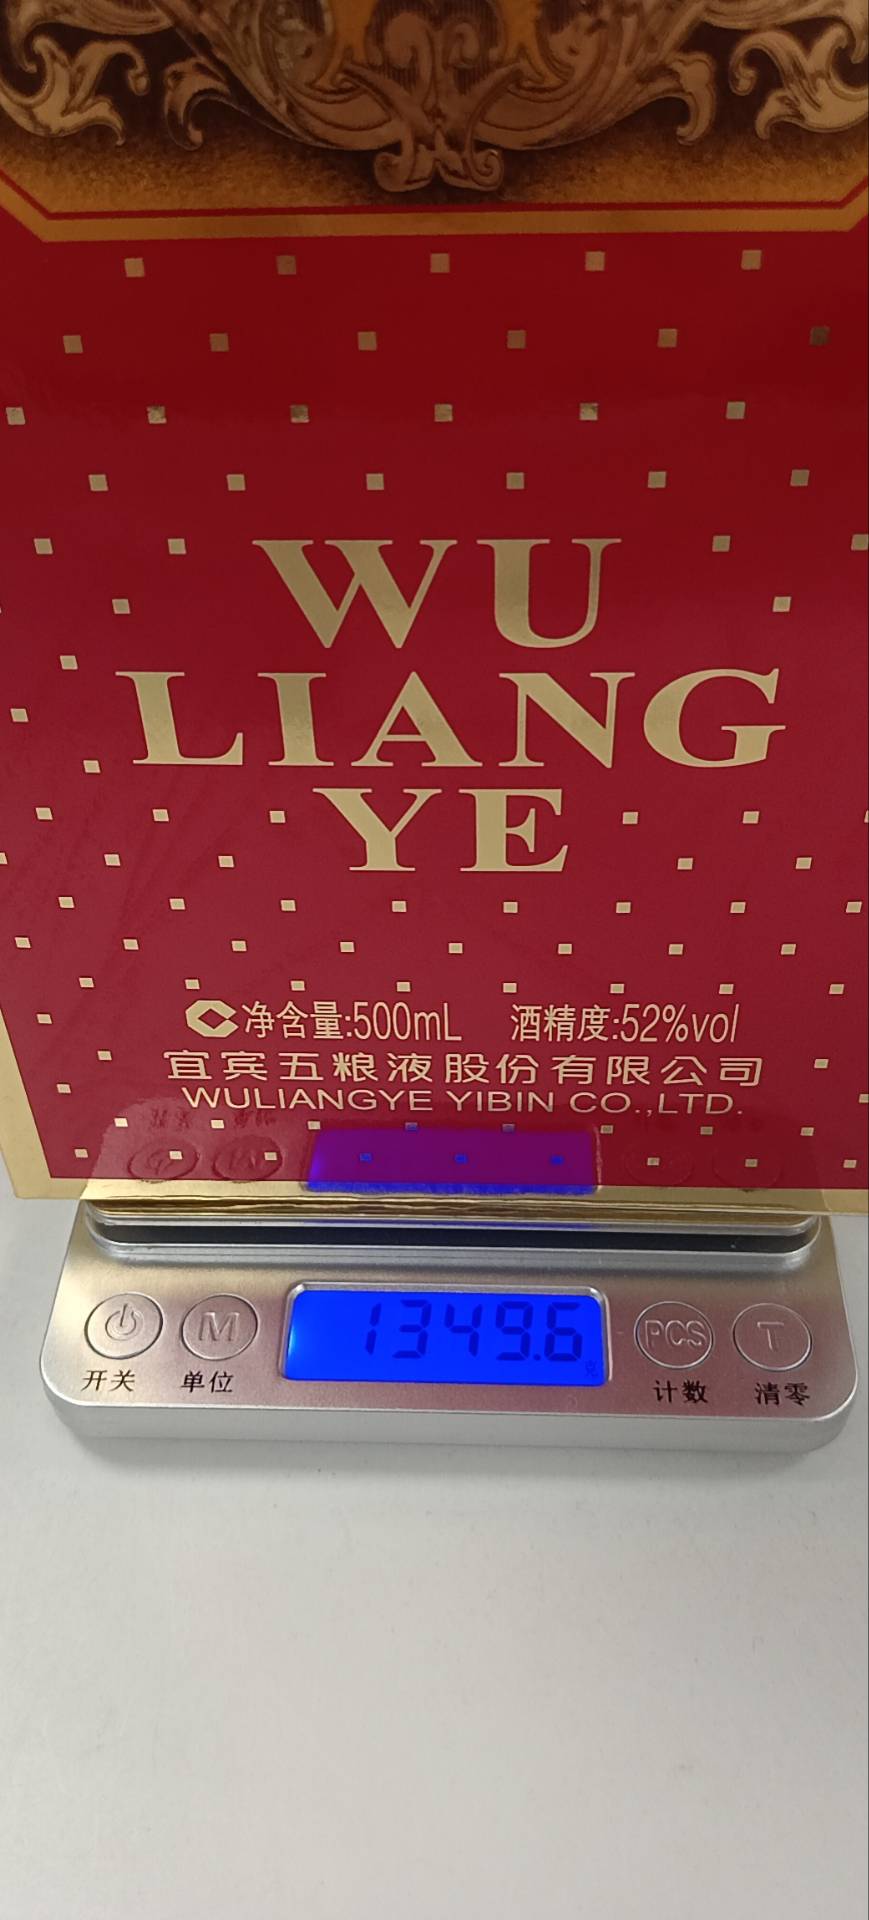 WU
LIANG
YE
净含量:500mL 酒精度:52%vol
宜宾五粮液股份有限公司
WULIANGYE YIBIN CO.,LTD.
1349.6
M PCS T
开关 单位 计数 清零